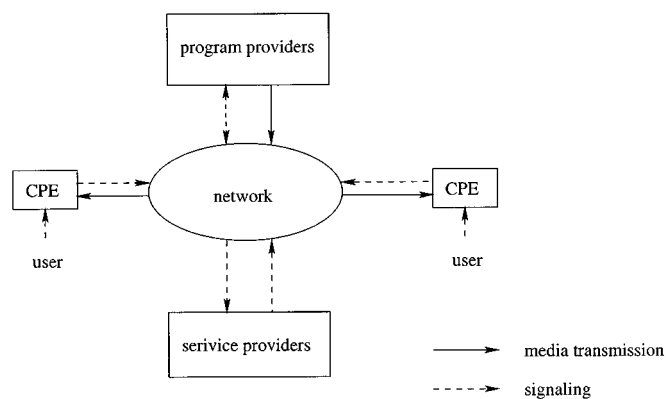 program providers
CPE
network
CPE
user
user
serivice providers
media transmission
signaling